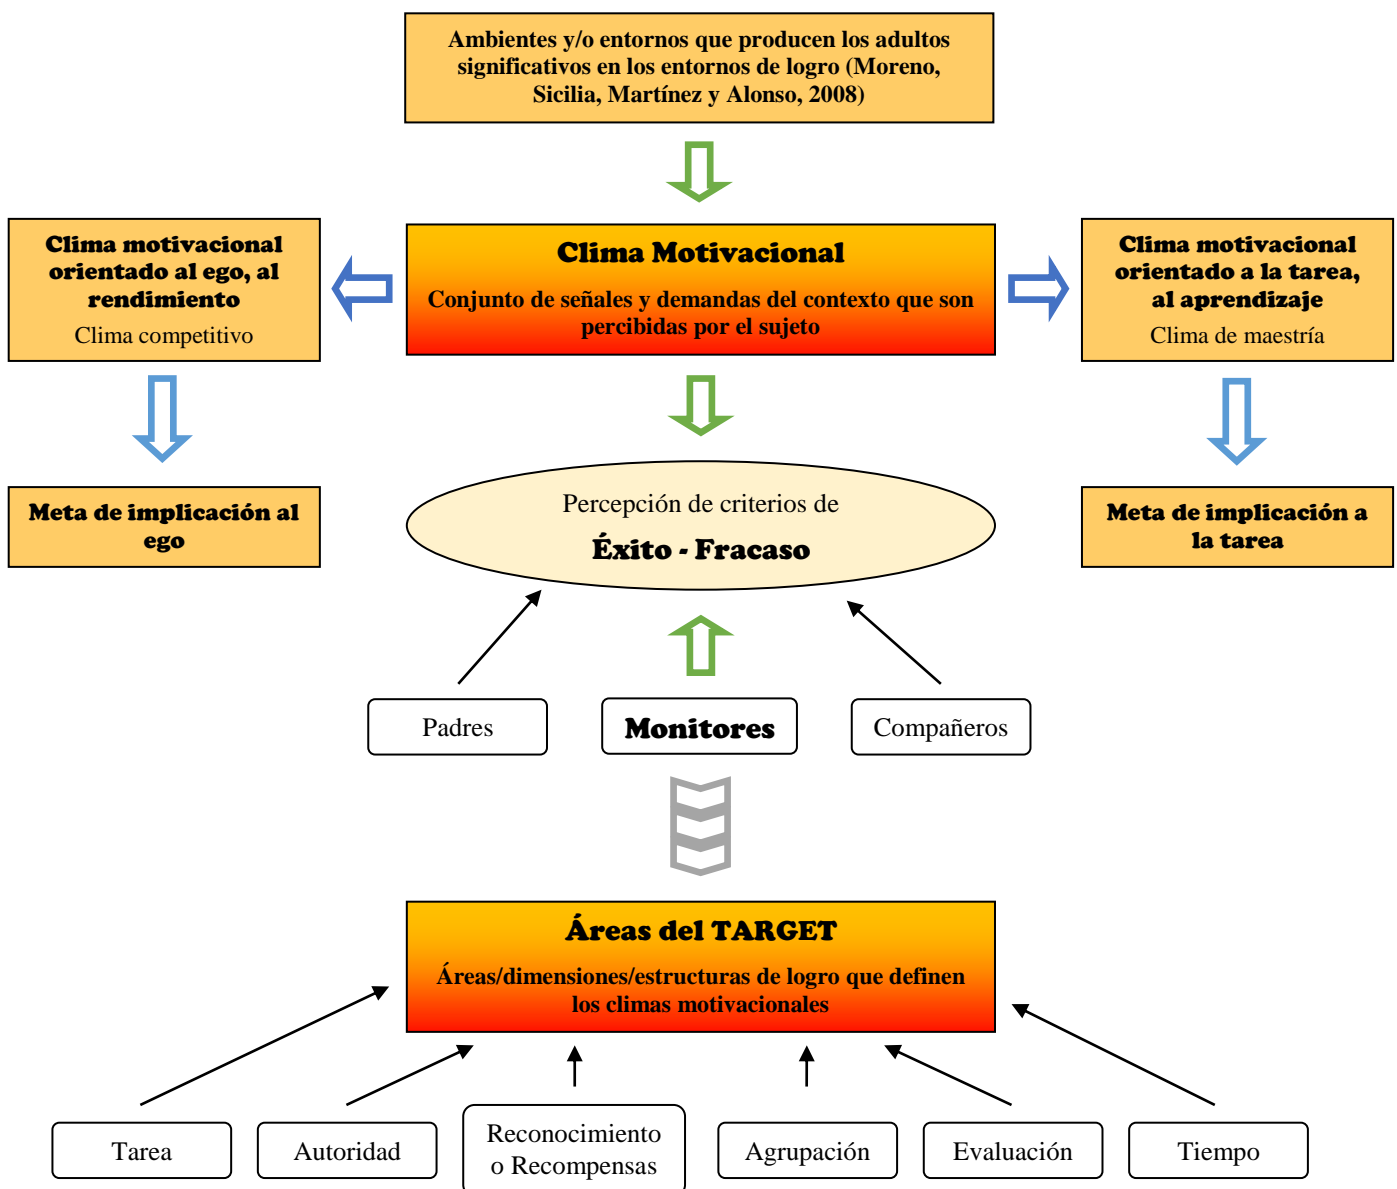 Ambientes y/o entornos que producen los adultos
significativos en los entornos de logro (Moreno,
Sicilia, Martínez y Alonso, 2008)
Clima motivacional
orientado al ego, al
rendimiento
Clima competitivo
Clima Motivacional
Conjunto de señales y demandas del contexto que son
percibidas por el sujeto
Clima motivacional
orientado a la tarea,
al aprendizaje
Clima de maestría
Meta de implicación al
ego
Percepción de criterios de
Éxito - Fracaso
Meta de implicación a
la tarea
Padres
Monitores
Compañeros
Áreas del TARGET
Áreas/dimensiones/estructuras de logro que definen
los climas motivacionales
Tarea
Autoridad
Reconocimiento
o Recompensas
Agrupación
Evaluación
Tiempo